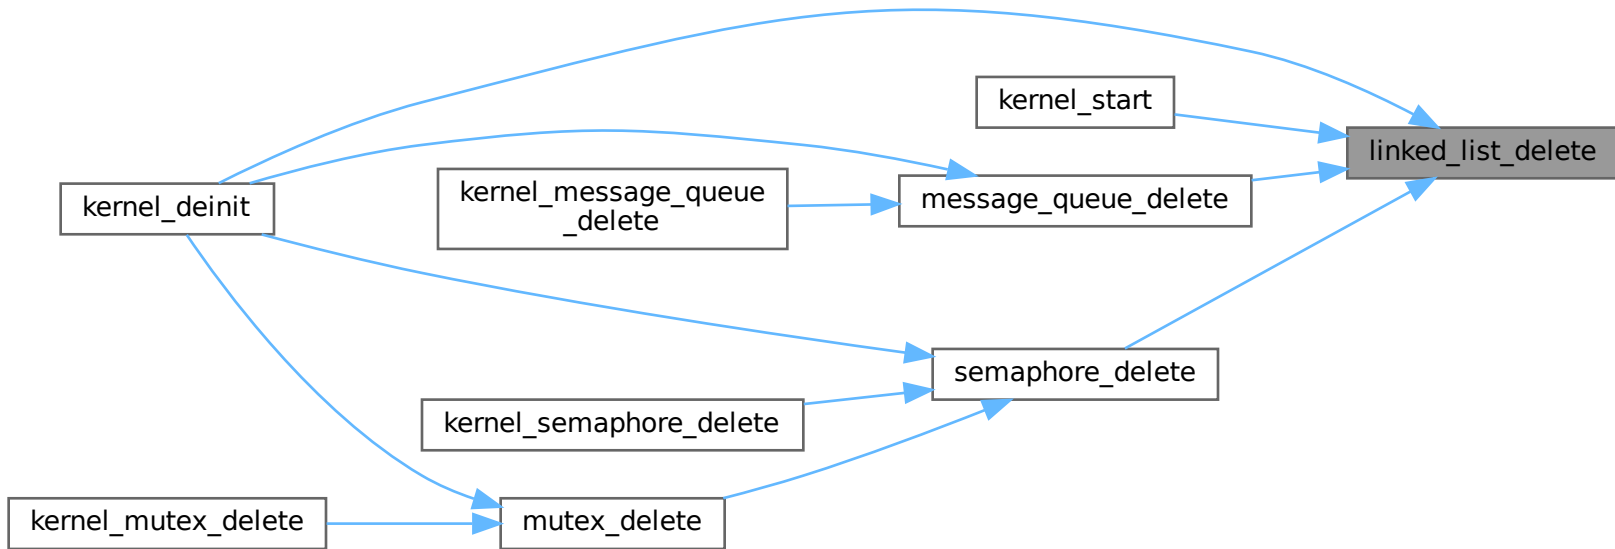 kernel_start
linked_list_delete
kernel_deinit
kernel_message_queue
_delete
message_queue_delete
semaphore_delete
kernel_semaphore_delete
kernel_mutex_delete
mutex_delete